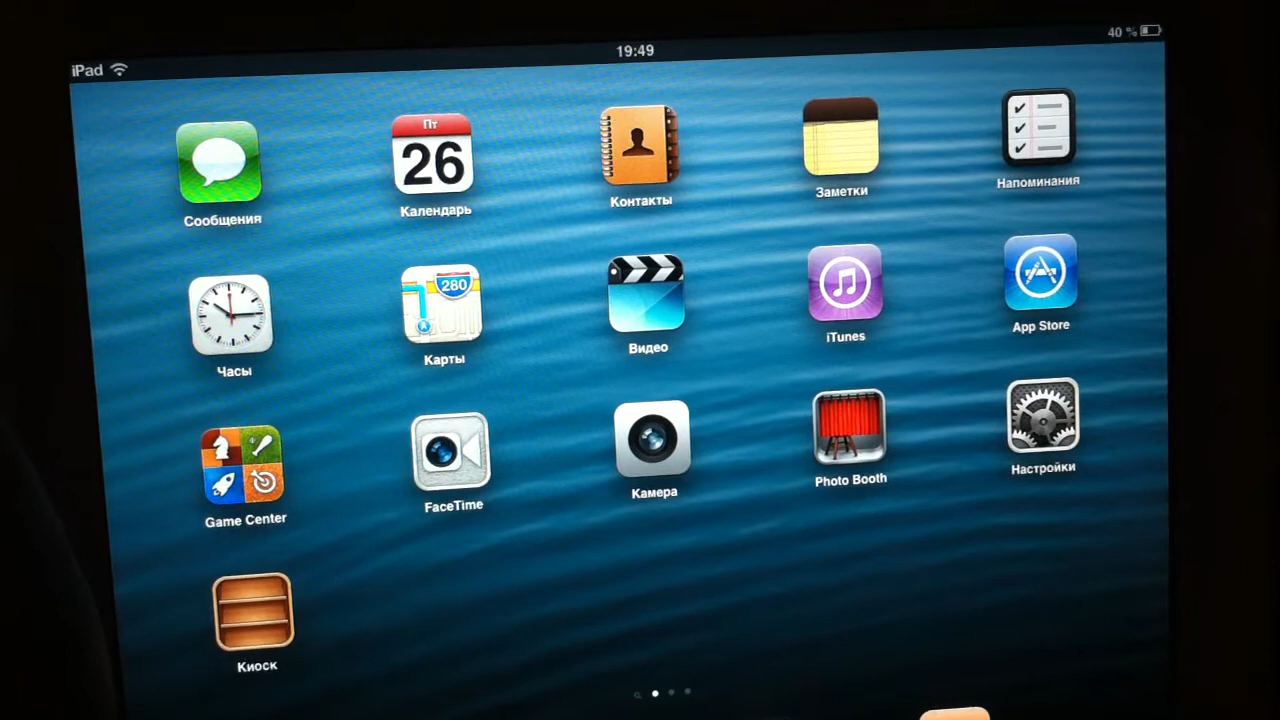 iPad 19:49 40 %
Пт
26
Сообщения Календарь Контакты Заметки Напоминания
280
Часы Карты Видео iTunes App Store
Game Center FaceTime Камера Photo Booth Настройки
Киоск